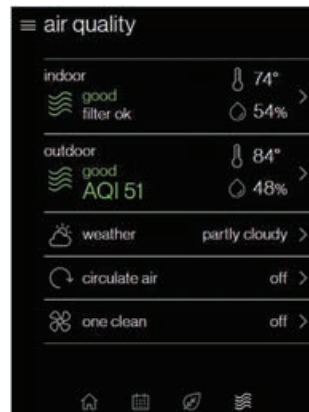 air quality
indoor
good
filter ok
74°
54%
outdoor
good
AQI 51
84°
48%
weather partly cloudy
circulate air off
one clean off